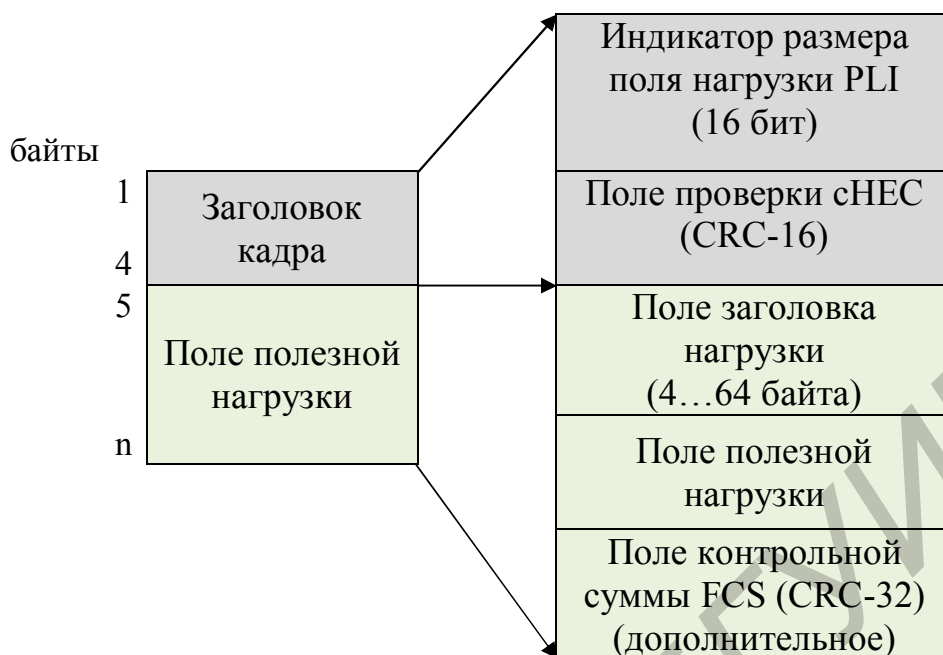 байты
1
4
5
n
Заголовок
кадра
Поле полезной
нагрузки
Индикатор размера
поля нагрузки PLI
(16 бит)
Поле проверки cHEC
(CRC-16)
Поле заголовка
нагрузки
(4…64 байта)
Поле полезной
нагрузки
Поле контрольной
суммы FCS (CRC-32)
(дополнительное)